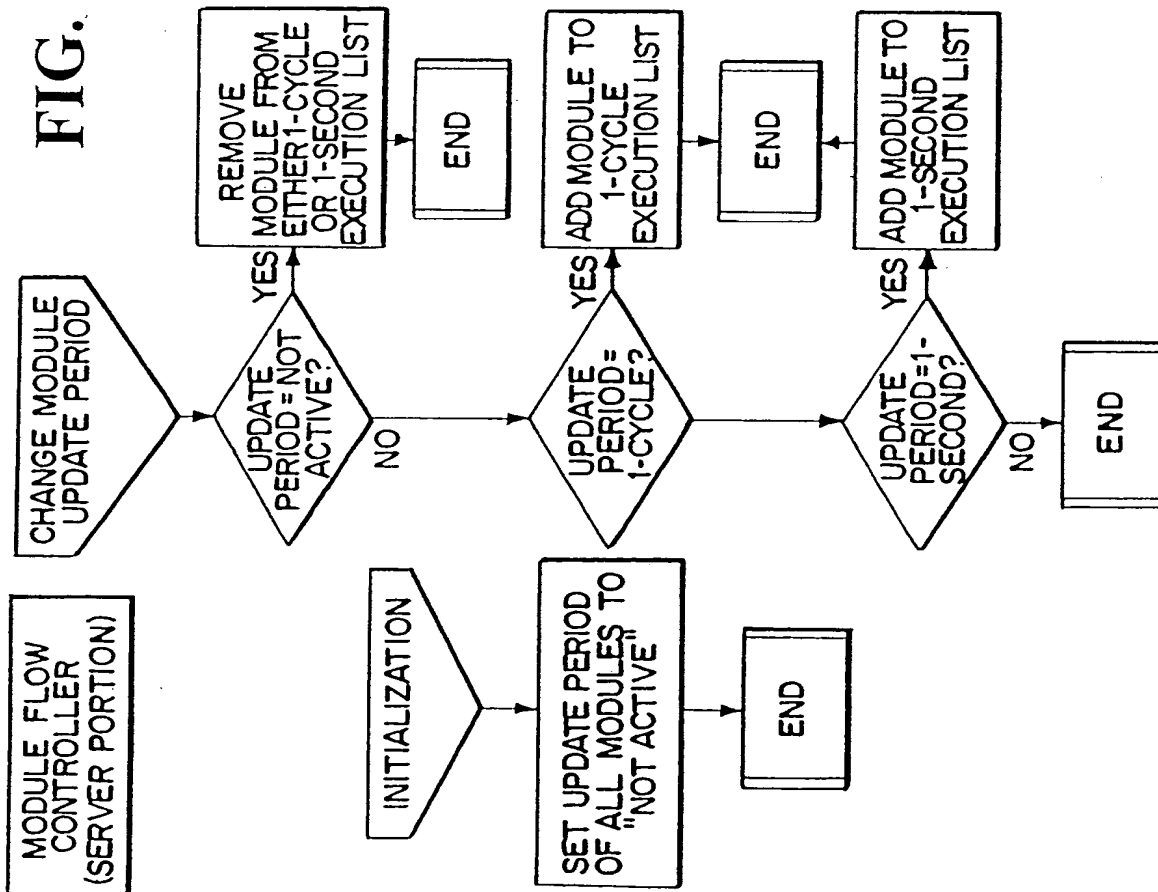 FIG.
MODULE FLOW
CONTROLLER
(SERVER PORTION)
INITIALIZATION
SET UPDATE PERIOD
OF ALL MODULES TO
"NOT ACTIVE"
END
CHANGE MODULE
UPDATE PERIOD
UPDATE
PERIOD=NOT
ACTIVE?
YES
NO
REMOVE
MODULE FROM
EITHER 1-CYCLE
OR 1-SECOND
EXECUTION LIST
END
UPDATE
PERIOD=
1-CYCLE?
YES
ADD MODULE TO
1-CYCLE
EXECUTION LIST
END
UPDATE
PERIOD=1-
SECOND?
YES
NO
ADD MODULE TO
1-SECOND
EXECUTION LIST
END